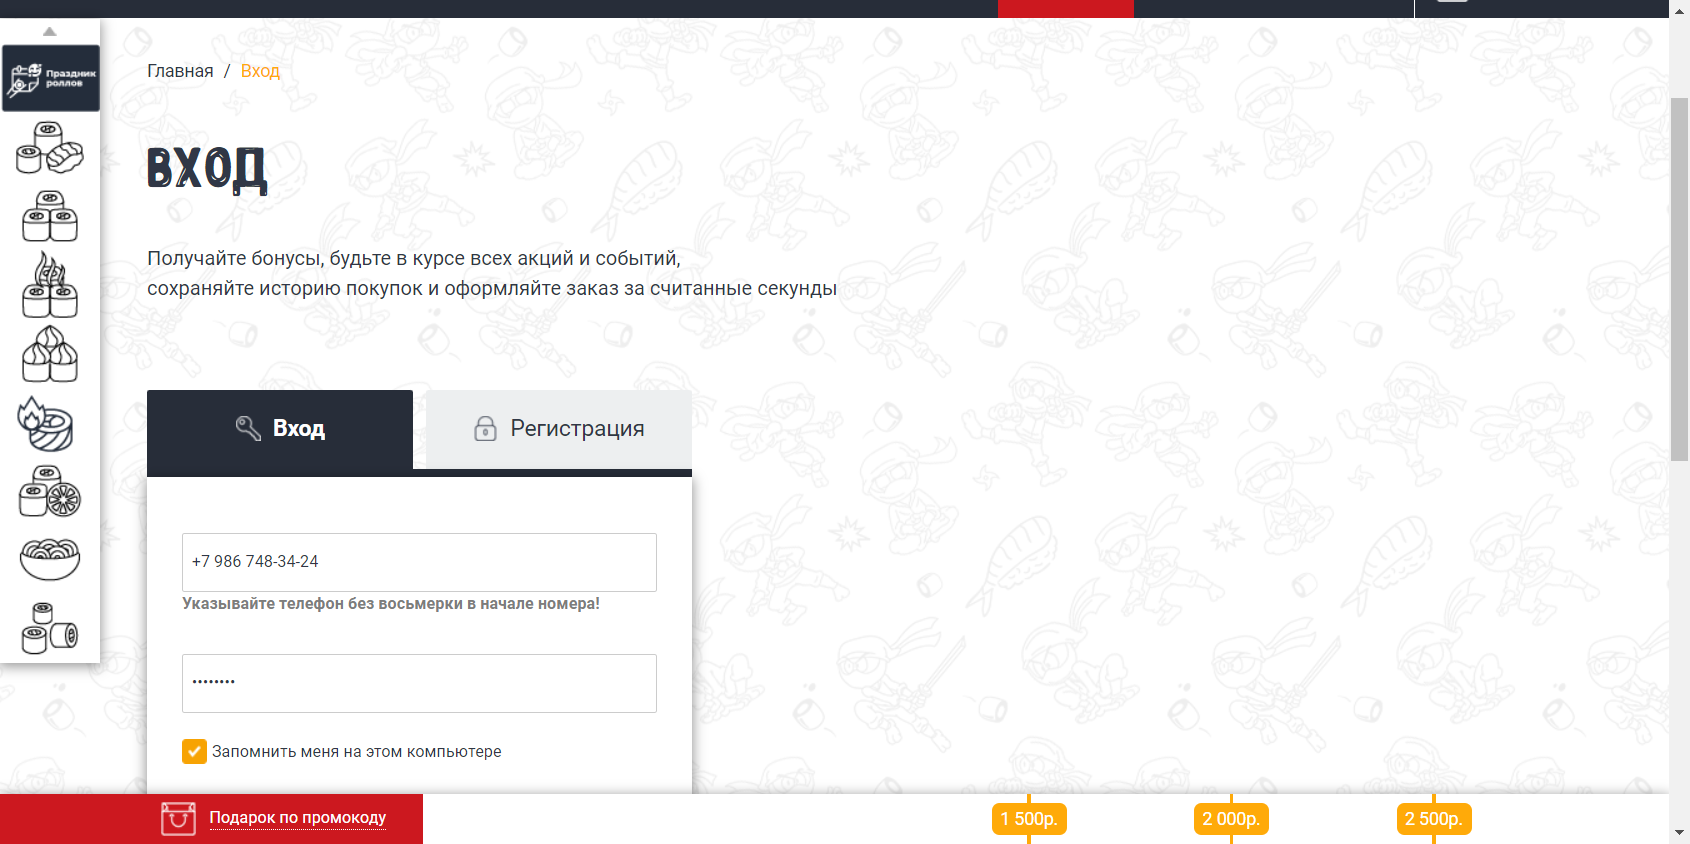 Главная / Вход
Праздник
роллов
ВХОД
Получайте бонусы, будьте в курсе всех акций и событий,
сохраняйте историю покупок и оформляйте заказ за считанные секунды
Вход
Регистрация
+7 986 748-34-24
Указывайте телефон без восьмерки в начале номера!
••••••••
Запомнить меня на этом компьютере
Подарок по промокоду
1 500р.
2 000р.
2 500р.